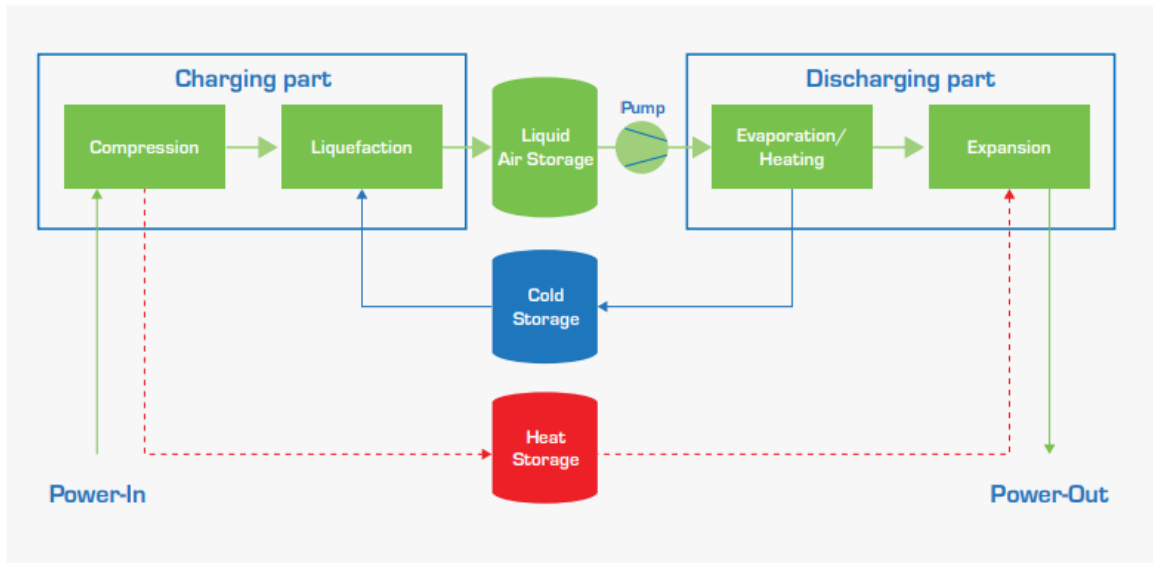 Charging part
Compression
Liquefaction
Liquid
Air Storage
Pump
Discharging part
Evaporation/
Heating
Expansion
Cold
Storage
Heat
Storage
Power-In
Power-Out